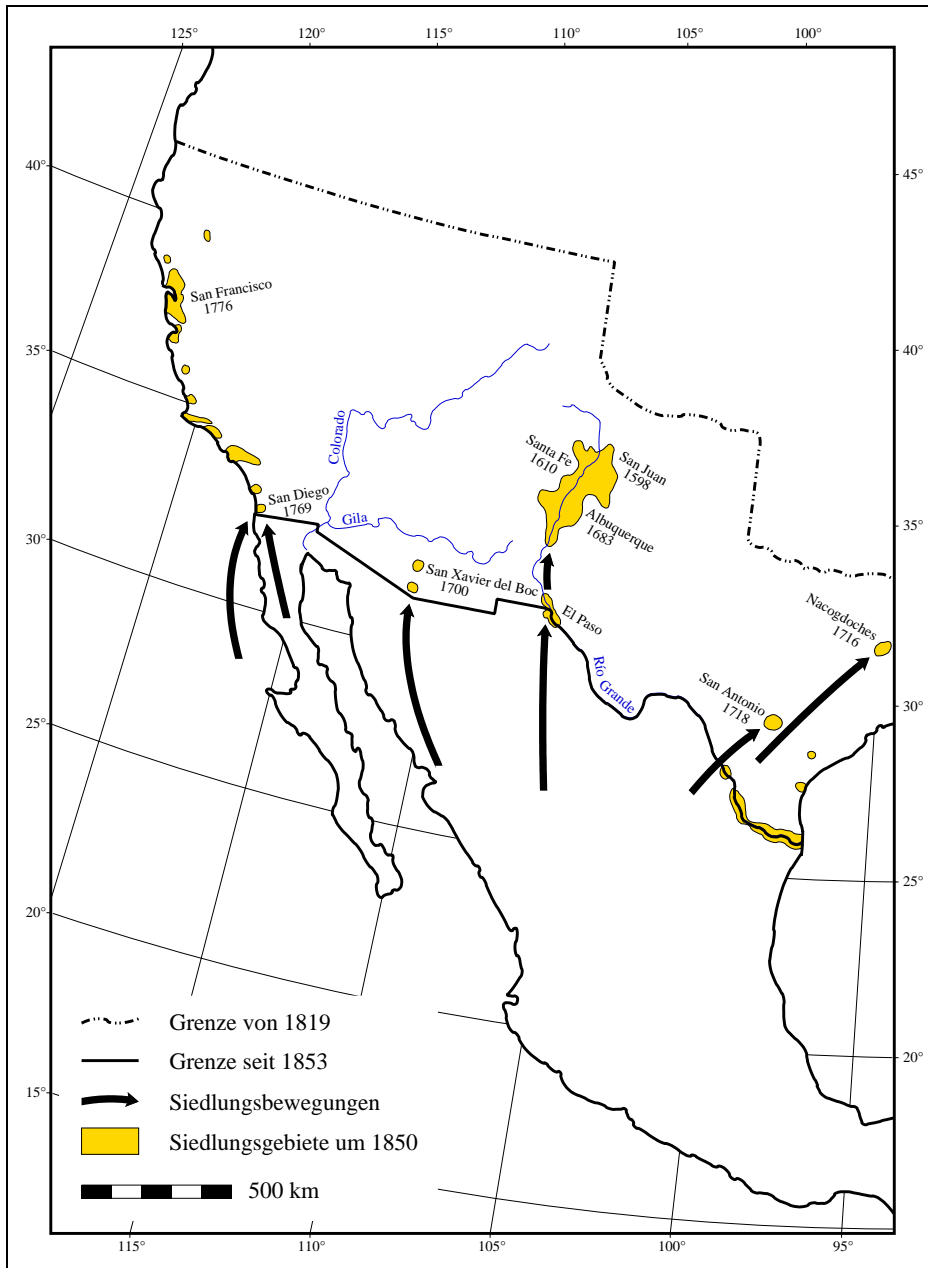 125°
120°
115°
110°
105°
100°
40°
45°
San Francisco
1776
35°
40°
Colorado
Santa Fe
1610
San Juan
1598
San Diego
1769
Gila
Albuquerque
1683
30°
35°
San Xavier del Boc
1700
El Paso
Nacogdoches
1716
Río Grande
San Antonio
1718
25°
30°
20°
25°
Grenze von 1819
Grenze seit 1853
20°
15°
Siedlungsbewegungen
Siedlungsgebiete um 1850
500 km
115°
110°
105°
100°
95°